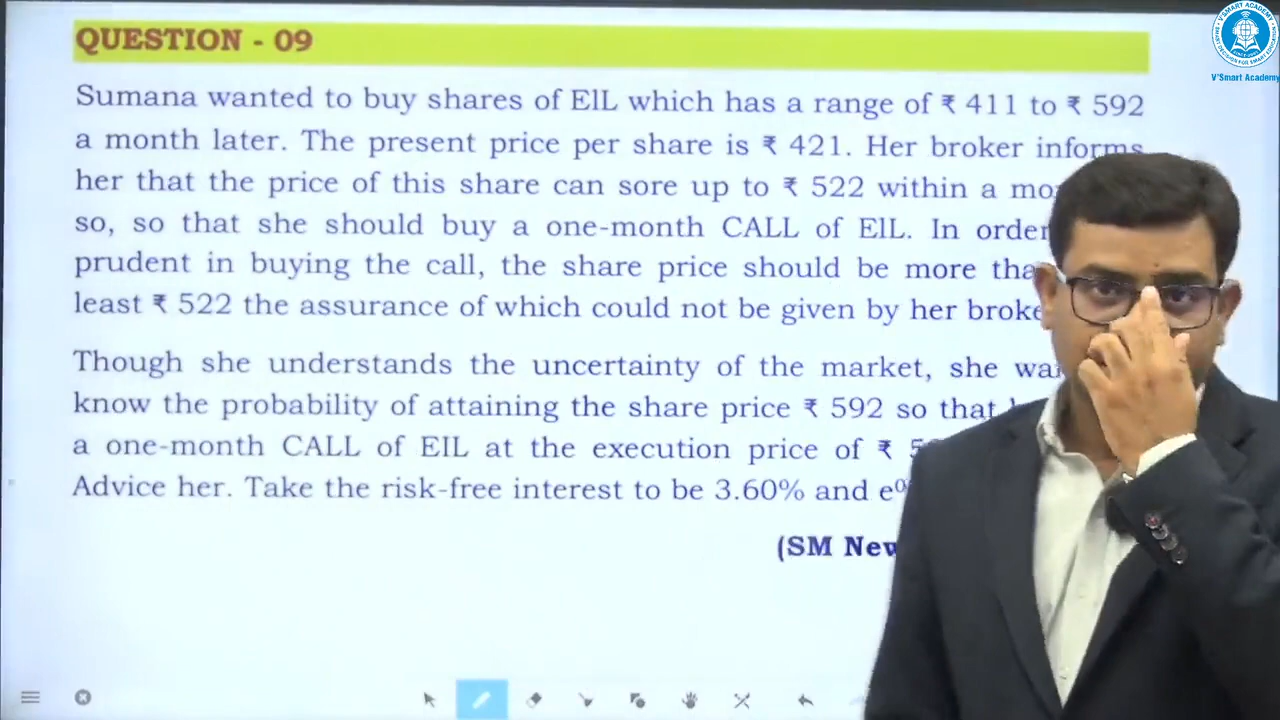 QUESTION - 09
Sumana wanted to buy shares of ElL which has a range of ₹ 411 to ₹ 592
a month later. The present price per share is ₹ 421. Her broker informs
her that the price of this share can sore up to ₹ 522 within a
so, so that she should buy a one-month CALL of ElL. In order
prudent in buying the call, the share price should be more
least ₹ 522 the assurance of which could not be given by her
Though she understands the uncertainty of the market, she
know the probability of attaining the share price ₹ 592 so that
a one-month CALL of EIL at the execution price of ₹
Advice her. Take the risk-free interest to be 3.60% and
(SM
V'SMART ACADEMY
V'Smart Academy